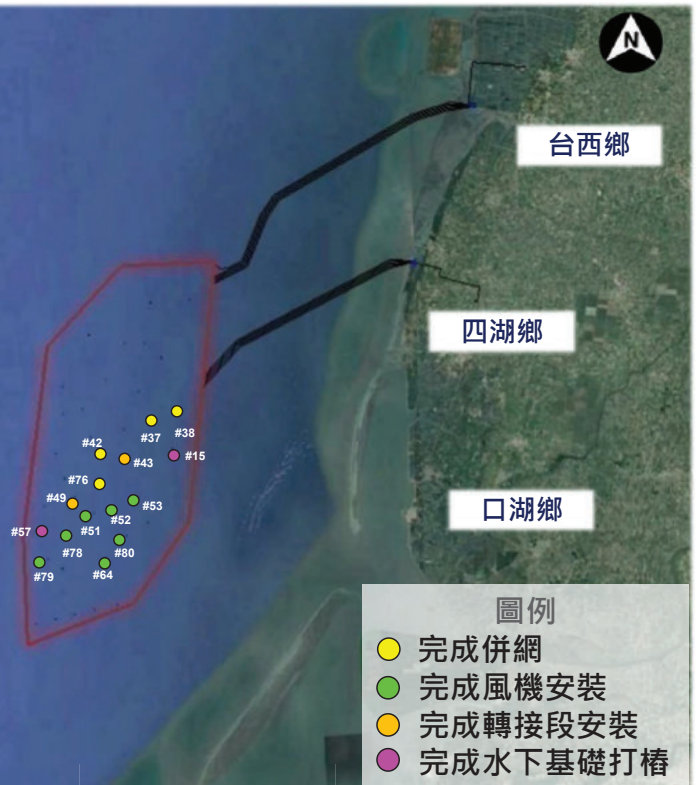 N
台西鄉
四湖鄉
#38
#37
#42
#43
#15
#76
#49
#53
#52
#51
#57
#78
#80
#79
#64
口湖鄉
圖例
完成併網
完成風機安裝
完成轉接段安裝
完成水下基礎打樁